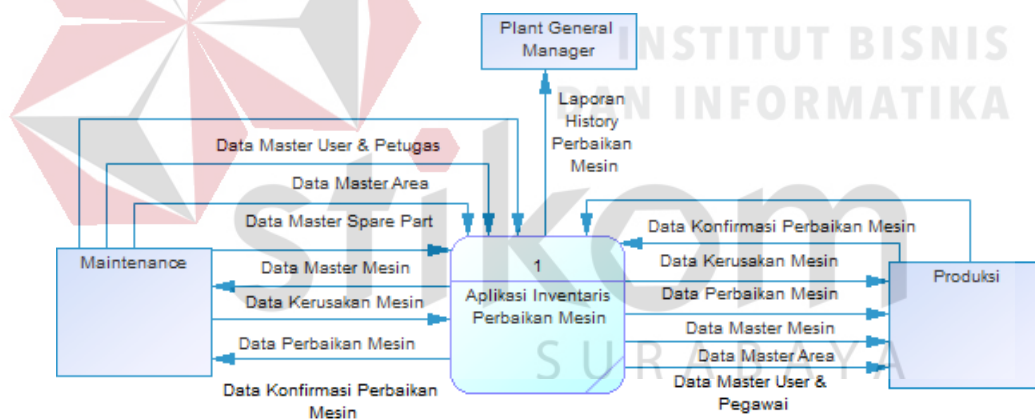 Plant General
Manager
INSTITUT BISNIS
DAN INFORMATIKA
stikom
SURABAYA
Laporan
History
Perbaikan
Mesin
Data Master User & Petugas
Data Master Area
Data Master Spare Part
Data Master Mesin
Data Kerusakan Mesin
Data Perbaikan Mesin
Data Konfirmasi Perbaikan
Mesin
Maintenance
1
Aplikasi Inventaris
Perbaikan Mesin
Data Konfirmasi Perbaikan Mesin
Data Kerusakan Mesin
Data Perbaikan Mesin
Data Master Mesin
Data Master Area
Data Master User &
Pegawai
Produksi